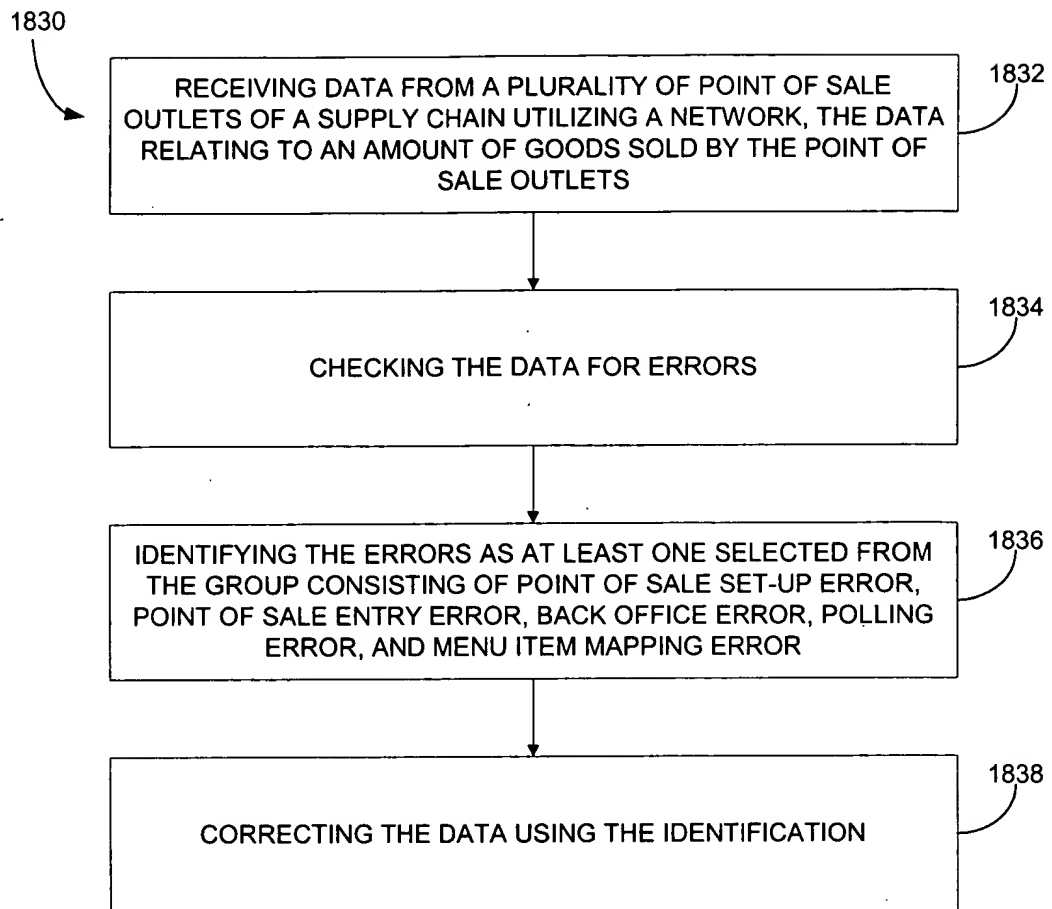 1830
RECEIVING DATA FROM A PLURALITY OF POINT OF SALE
OUTLETS OF A SUPPLY CHAIN UTILIZING A NETWORK, THE DATA
RELATING TO AN AMOUNT OF GOODS SOLD BY THE POINT OF
SALE OUTLETS
1832
CHECKING THE DATA FOR ERRORS
1834
IDENTIFYING THE ERRORS AS AT LEAST ONE SELECTED FROM
THE GROUP CONSISTING OF POINT OF SALE SET-UP ERROR,
POINT OF SALE ENTRY ERROR, BACK OFFICE ERROR, POLLING
ERROR, AND MENU ITEM MAPPING ERROR
1836
CORRECTING THE DATA USING THE IDENTIFICATION
1838